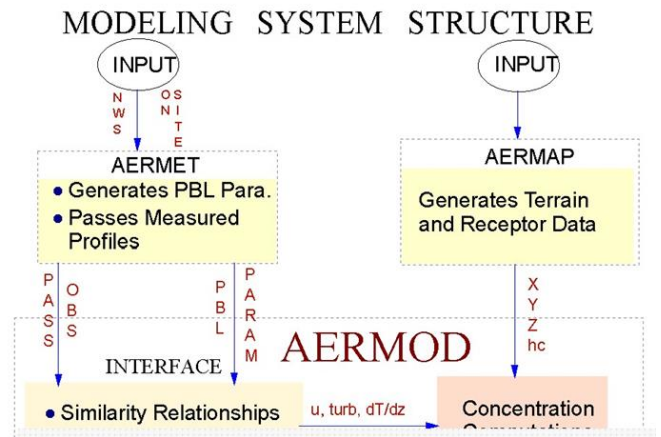 MODELING SYSTEM STRUCTURE
INPUT
INPUT
NWS
ON SITE
AERMET
• Generates PBL Para.
• Passes Measured
Profiles
AERMAP
Generates Terrain
and Receptor Data
PASS OBS
PBL PARAM
X
Y
Z
hc
AERMOD
INTERFACE
• Similarity Relationships
u, turb, dT/dz
Concentration
Computations